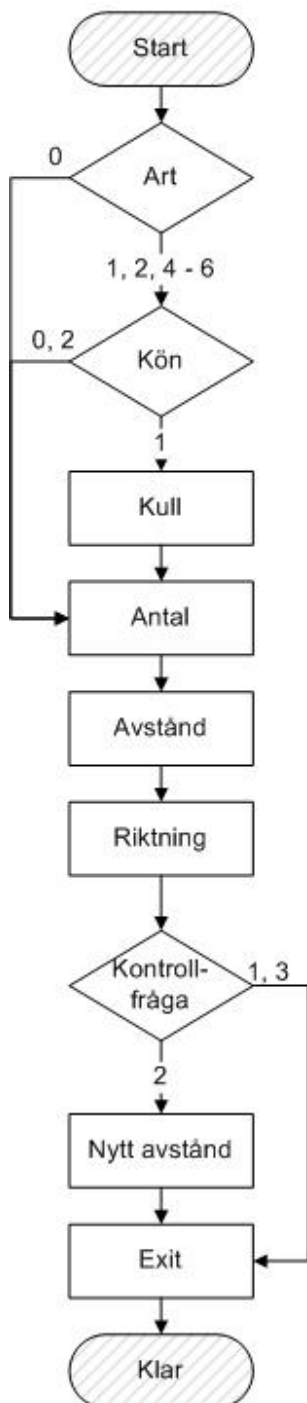 Start
0
Art
1, 2, 4 - 6
0, 2
Kön
1
Kull
Antal
Avstånd
Riktning
Kontroll-
fråga
1, 3
2
Nytt avstånd
Exit
Klar